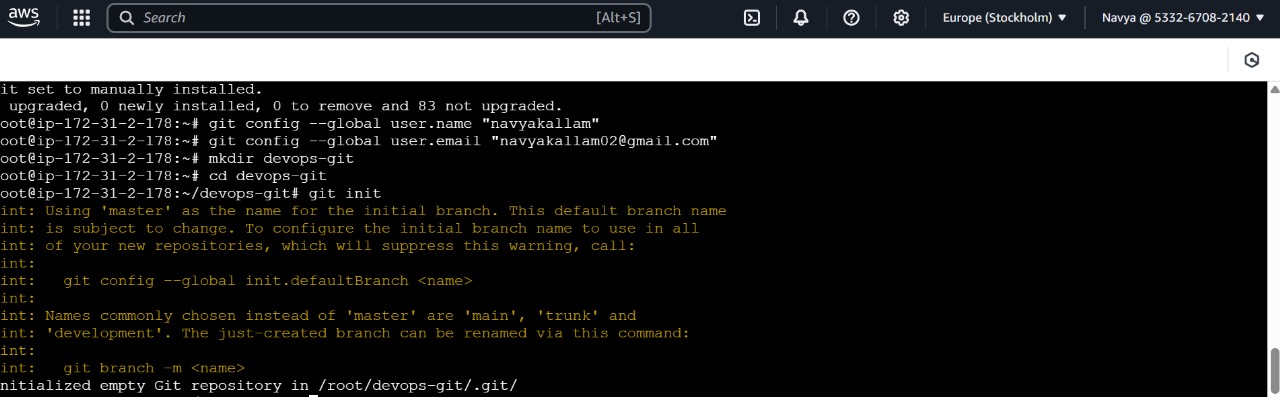 aws
Search [Alt+S] Europe (Stockholm) Navya @ 5332-6708-2140
it set to manually installed.
upgraded, 0 newly installed, 0 to remove and 83 not upgraded.
oot@ip-172-31-2-178:~# git config --global user.name "navyakallam"
oot@ip-172-31-2-178:~# git config --global user.email "navyakallam02@gmail.com"
oot@ip-172-31-2-178:~# mkdir devops-git
oot@ip-172-31-2-178:~# cd devops-git
oot@ip-172-31-2-178:~/devops-git# git init
int: Using 'master' as the name for the initial branch. This default branch name
int: is subject to change. To configure the initial branch name to use in all
int: of your new repositories, which will suppress this warning, call:
int:
int:   git config --global init.defaultBranch <name>
int:
int: Names commonly chosen instead of 'master' are 'main', 'trunk' and
int: 'development'. The just-created branch can be renamed via this command:
int:
int:   git branch -m <name>
nitialized empty Git repository in /root/devops-git/.git/